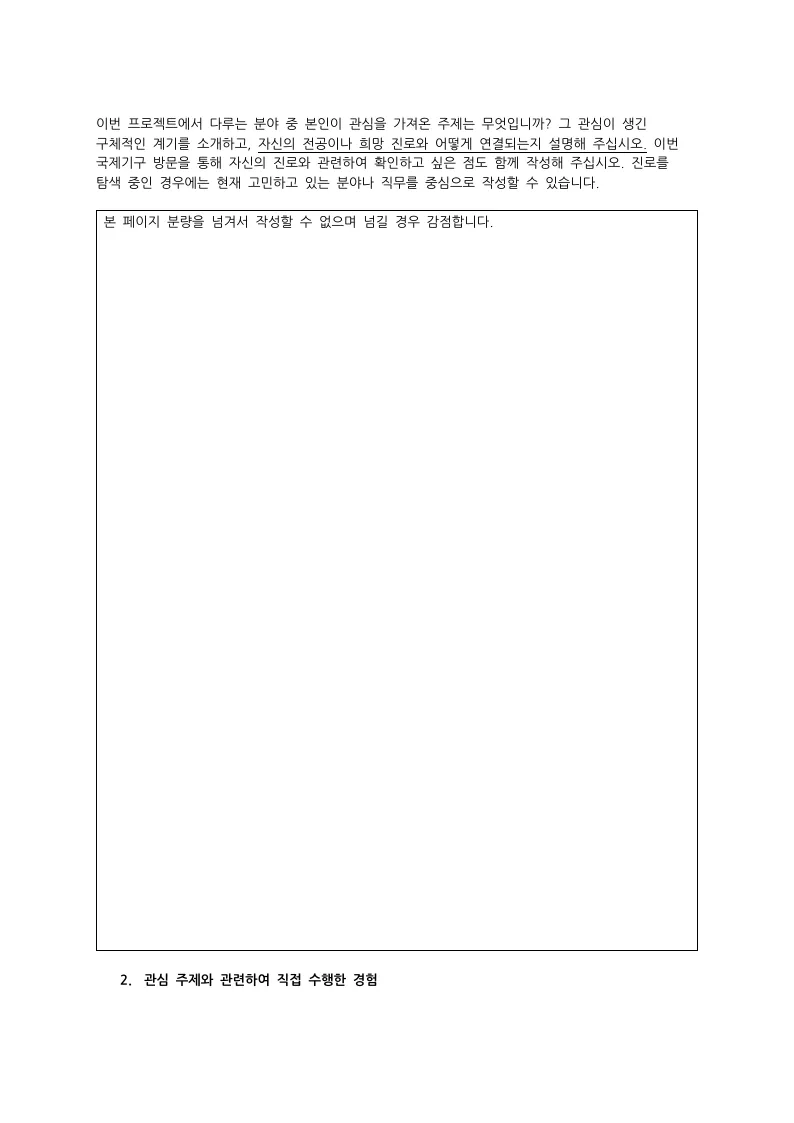 이번 프로젝트에서 다루는 분야 중 본인이 관심을 가져온 주제는 무엇입니까? 그 관심이 생긴
구체적인 계기를 소개하고, 자신의 전공이나 희망 진로와 어떻게 연결되는지 설명해 주십시오. 이번
국제기구 방문을 통해 자신의 진로와 관련하여 확인하고 싶은 점도 함께 작성해 주십시오. 진로를
탐색 중인 경우에는 현재 고민하고 있는 분야나 직무를 중심으로 작성할 수 있습니다.
본 페이지 분량을 넘겨서 작성할 수 없으며 넘길 경우 감점합니다.
2. 관심 주제와 관련하여 직접 수행한 경험